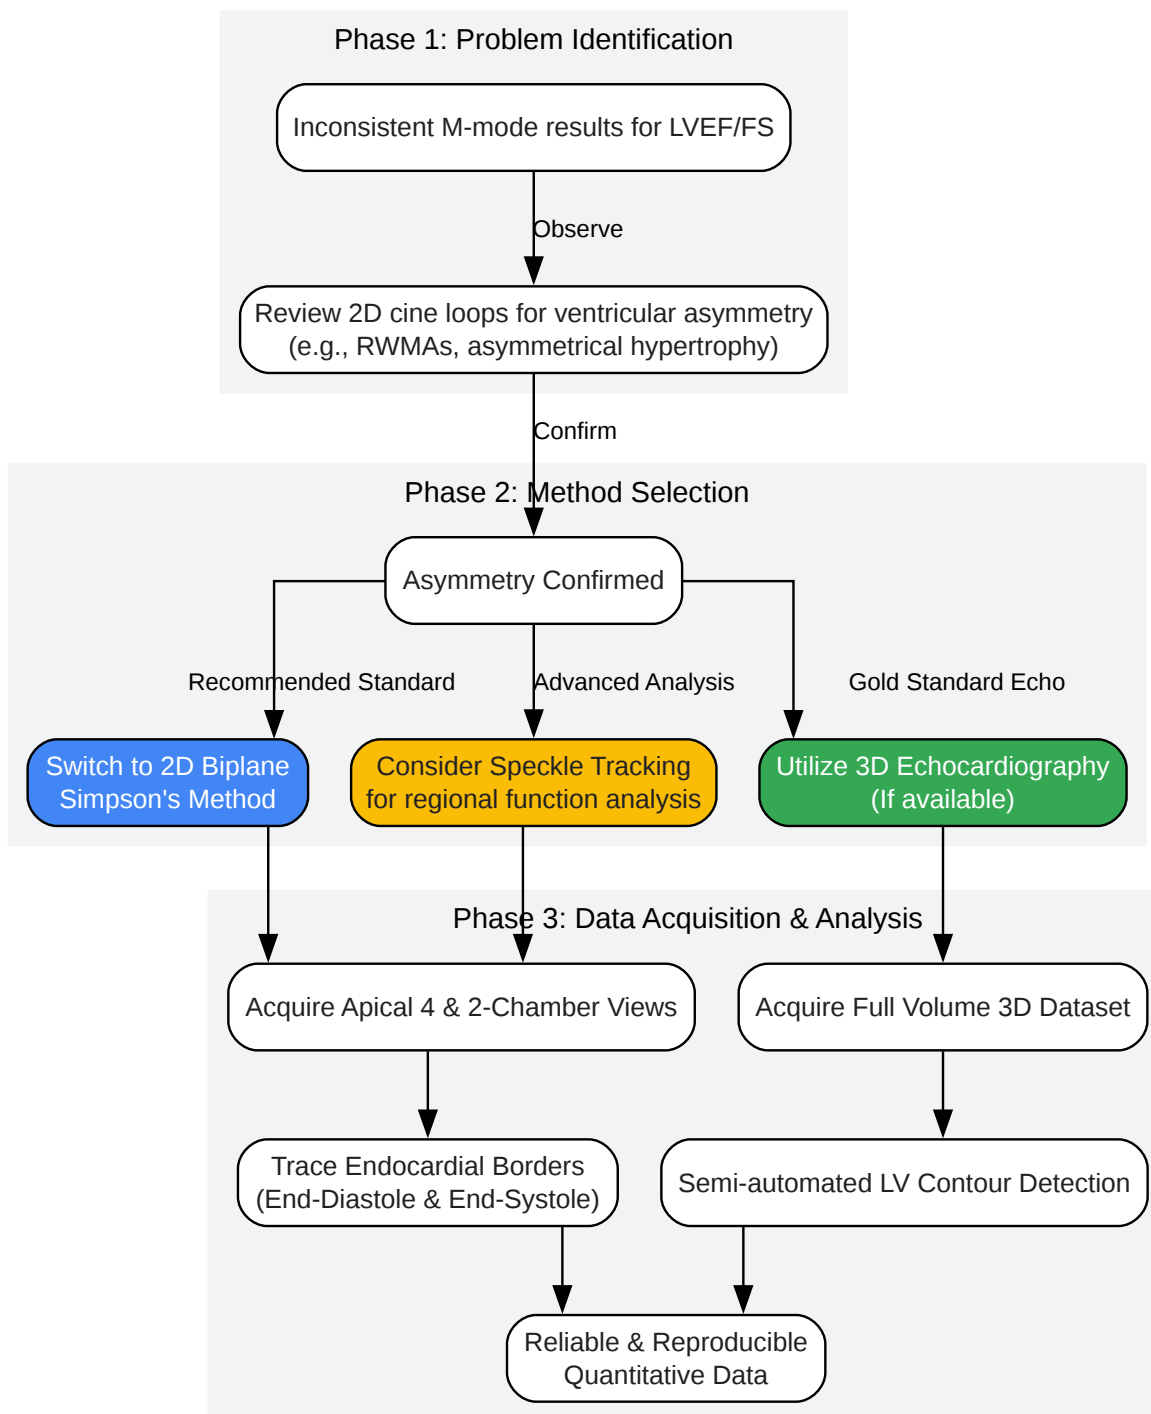 Phase 1: Problem Identification
Inconsistent M-mode results for LVEF/FS
Observe
Review 2D cine loops for ventricular asymmetry
(e.g., RWMAs, asymmetrical hypertrophy)
Confirm
Phase 2: Method Selection
Asymmetry Confirmed
Recommended Standard
Advanced Analysis
Gold Standard Echo
Switch to 2D Biplane
Simpson's Method
Consider Speckle Tracking
for regional function analysis
Utilize 3D Echocardiography
(If available)
Phase 3: Data Acquisition & Analysis
Acquire Apical 4 & 2-Chamber Views
Acquire Full Volume 3D Dataset
Trace Endocardial Borders
(End-Diastole & End-Systole)
Semi-automated LV Contour Detection
Reliable & Reproducible
Quantitative Data